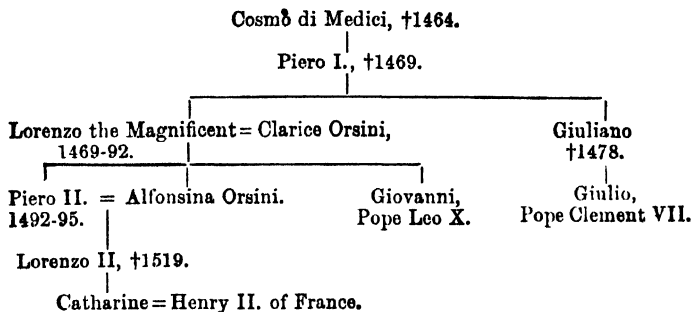 Cosmò di Medici, †1464.
Piero I., †1469.
Lorenzo the Magnificent = Clarice Orsini,
1469-92.
Giuliano
†1478.
Piero II. = Alfonsina Orsini.
1492-95.
Giovanni,
Pope Leo X.
Giulio,
Pope Clement VII.
Lorenzo II, †1519.
Catharine = Henry II. of France.